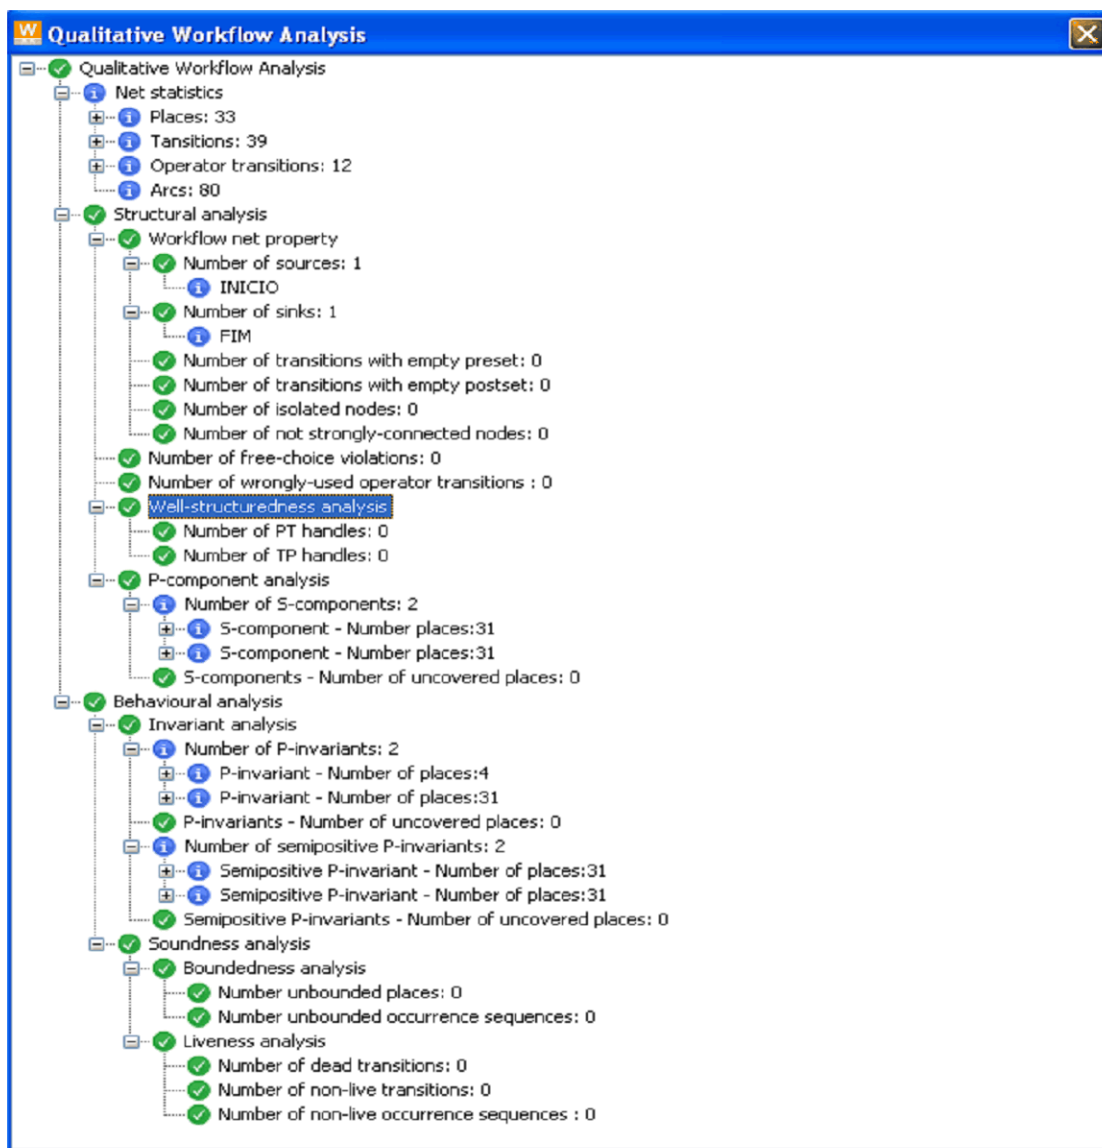 Qualitative Workflow Analysis
Qualitative Workflow Analysis
Net statistics
Places: 33
Tansitions: 39
Operator transitions: 12
Arcs: 80
Structural analysis
Workflow net property
Number of sources: 1
INICIO
Number of sinks: 1
FIM
Number of transitions with empty preset: 0
Number of transitions with empty postset: 0
Number of isolated nodes: 0
Number of not strongly-connected nodes: 0
Number of free-choice violations: 0
Number of wrongly-used operator transitions : 0
Well-structuredness analysis
Number of PT handles: 0
Number of TP handles: 0
P-component analysis
Number of S-components: 2
S-component - Number places:31
S-component - Number places:31
S-components - Number of uncovered places: 0
Behavioural analysis
Invariant analysis
Number of P-invariants: 2
P-invariant - Number of places:4
P-invariant - Number of places:31
P-invariants - Number of uncovered places: 0
Number of semipositive P-invariants: 2
Semipositive P-invariant - Number of places:31
Semipositive P-invariant - Number of places:31
Semipositive P-invariants - Number of uncovered places: 0
Soundness analysis
Boundedness analysis
Number unbounded places: 0
Number unbounded occurrence sequences: 0
Liveness analysis
Number of dead transitions: 0
Number of non-live transitions: 0
Number of non-live occurrence sequences : 0